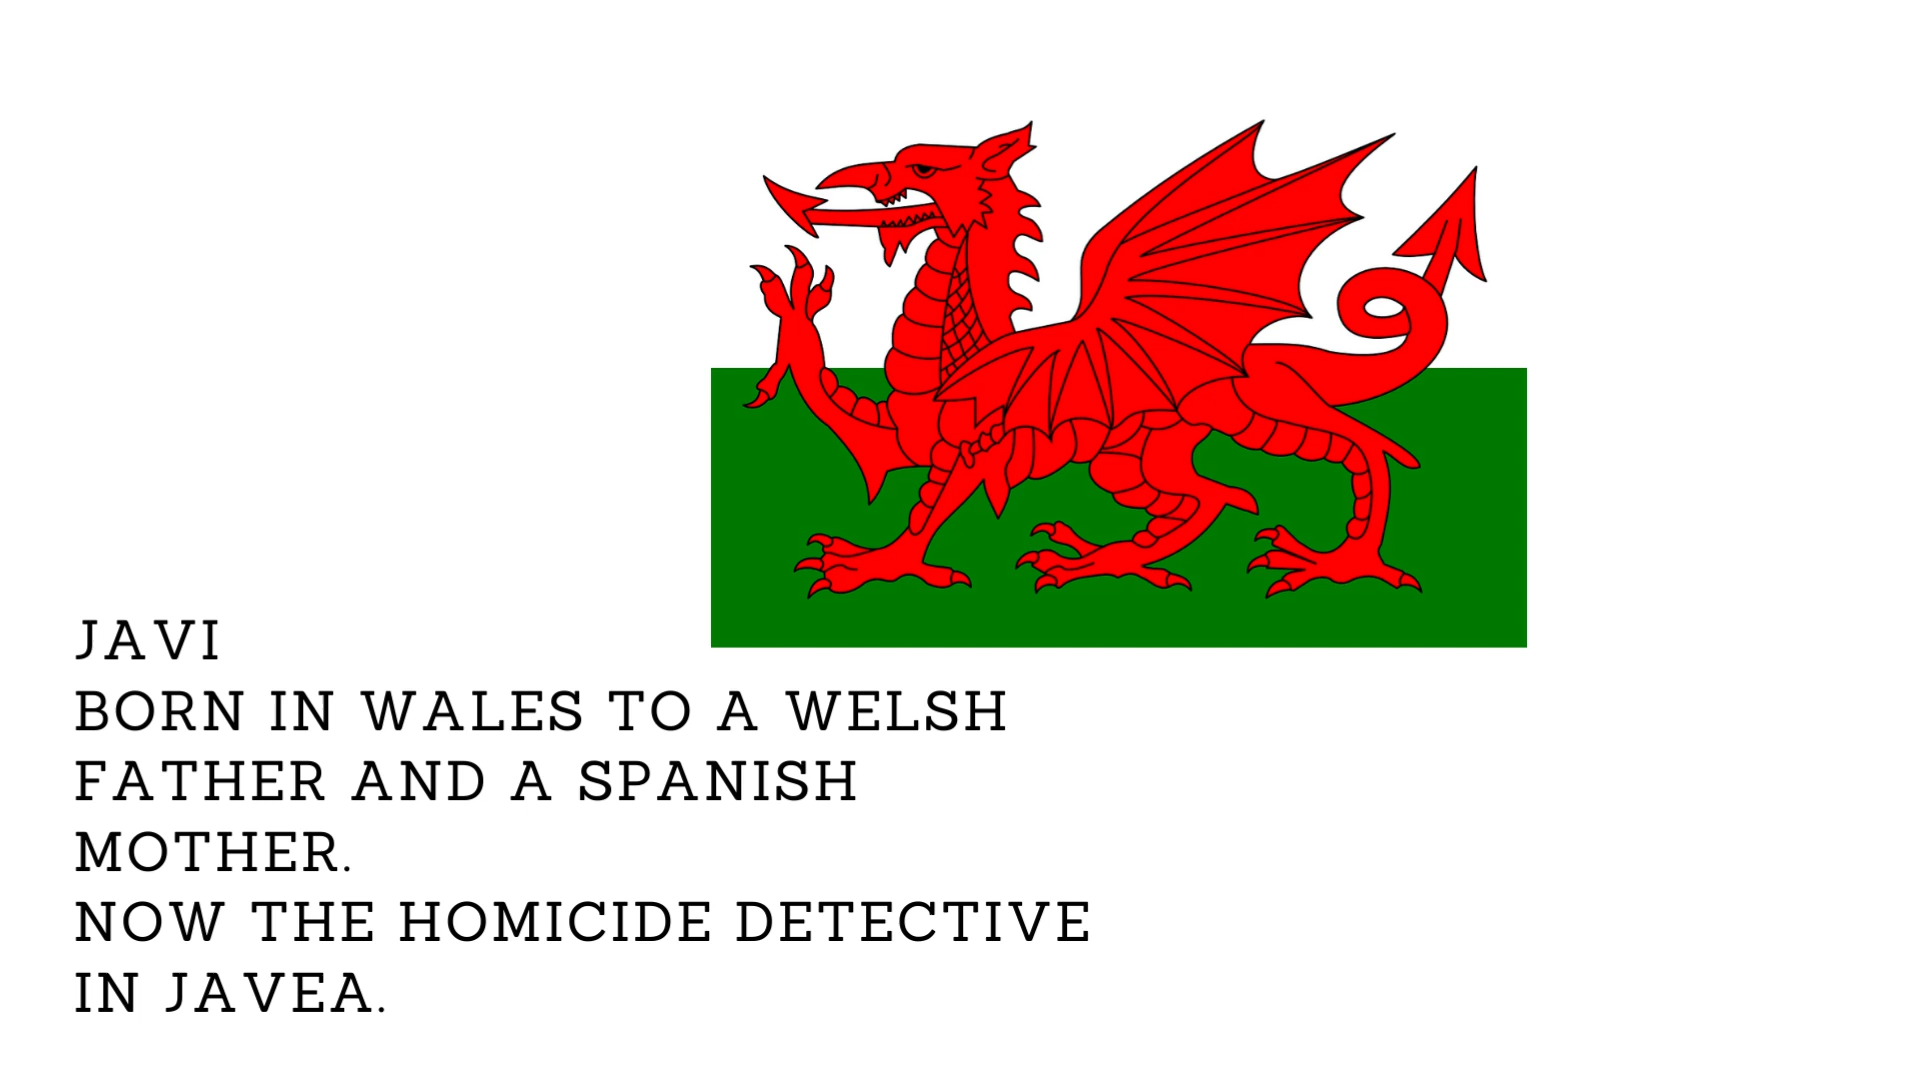 JAVI
BORN IN WALES TO A WELSH
FATHER AND A SPANISH
MOTHER.
NOW THE HOMICIDE DETECTIVE
IN JAVEA.